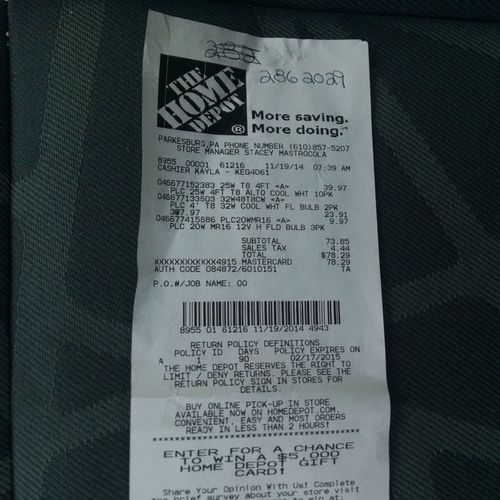 286 2029
THE
HOME
DEPOT
®
More saving.
More doing.™
PARKESBURG,PA PHONE NUMBER (610)857-5207
STORE MANAGER STACEY MASTROCOLA
8955 00001 61216 11/19/14 07:39 AM
CASHIER KAYLA - KEG4061
046677152383 25W T8 4FT <A> 39.97
PLC 25W 4FT T8 ALTO COOL WHT 10PK
046677133503 32W48T8CW <A>
PLC 4' T8 32W COOL WHT FL BULB 2PK
3@7.97 23.91
046677415686 PLC20WMR16 <A> 9.97
PLC 20W MR16 12V H FLD BULB 3PK
SUBTOTAL 73.85
SALES TAX 4.44
TOTAL $78.29
XXXXXXXXXXXX4915 MASTERCARD 78.29
AUTH CODE 084872/6010151 TA
P.O.#/JOB NAME: 00
8955 01 61216 11/19/2014 4943
RETURN POLICY DEFINITIONS
POLICY ID DAYS POLICY EXPIRES ON
A 1 90 02/17/2015
THE HOME DEPOT RESERVES THE RIGHT TO
LIMIT / DENY RETURNS. PLEASE SEE THE
RETURN POLICY SIGN IN STORES FOR
DETAILS.
BUY ONLINE PICK-UP IN STORE
AVAILABLE NOW ON HOMEDEPOT.COM.
CONVENIENT, EASY AND MOST ORDERS
READY IN LESS THAN 2 HOURS!
ENTER FOR A CHANCE
TO WIN A $5,000
HOME DEPOT GIFT
CARD!
Share Your Opinion With Us! Complete
the brief survey about your store visit